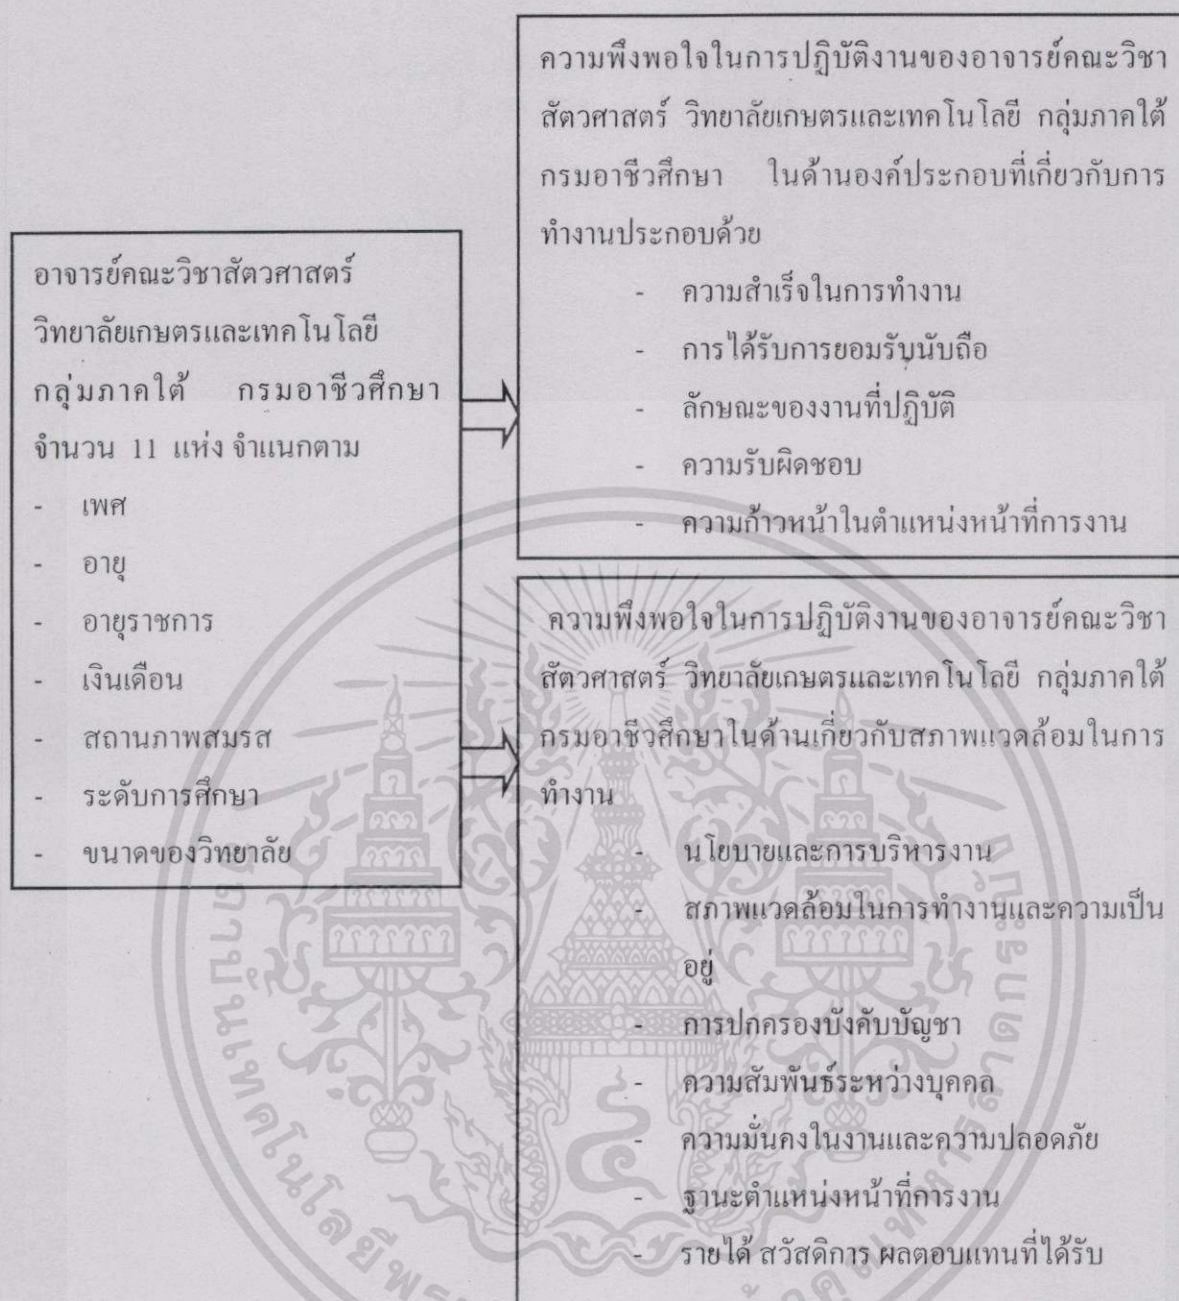 อาจารย์คณะวิชาสัตวศาสตร์
วิทยาลัยเกษตรและเทคโนโลยี
กลุ่มภาคใต้ กรมอาชีวศึกษา
จำนวน 11 แห่ง จำแนกตาม
- เพศ
- อายุ
- อายุราชการ
- เงินเดือน
- สถานภาพสมรส
- ระดับการศึกษา
- ขนาดของวิทยาลัย
ความพึงพอใจในการปฏิบัติงานของอาจารย์คณะวิชา
สัตวศาสตร์ วิทยาลัยเกษตรและเทคโนโลยี กลุ่มภาคใต้
กรมอาชีวศึกษา ในด้านองค์ประกอบที่เกี่ยวกับการ
ทำงานประกอบด้วย
- ความสำเร็จในการทำงาน
- การได้รับการยอมรับนับถือ
- ลักษณะของงานที่ปฏิบัติ
- ความรับผิดชอบ
- ความก้าวหน้าในตำแหน่งหน้าที่การงาน
ความพึงพอใจในการปฏิบัติงานของอาจารย์คณะวิชา
สัตวศาสตร์ วิทยาลัยเกษตรและเทคโนโลยี กลุ่มภาคใต้
กรมอาชีวศึกษาในด้านเกี่ยวกับสภาพแวดล้อมในการ
ทำงาน
- นโยบายและการบริหารงาน
- สภาพแวดล้อมในการทำงานและความเป็น
อยู่
- การปกครองบังคับบัญชา
- ความสัมพันธ์ระหว่างบุคคล
- ความมั่นคงในงานและความปลอดภัย
- ฐานะตำแหน่งหน้าที่การงาน
- รายได้ สวัสดิการ ผลตอบแทนที่ได้รับ